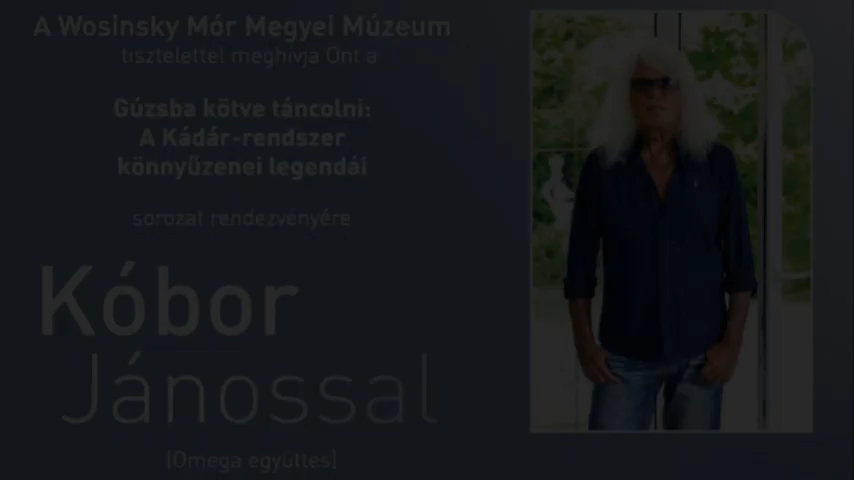 A Wosinsky Mór Megyei Múzeum
tisztelettel meghívja Önt a
Gúzsba kötve táncolni:
A Kádár-rendszer
könnyűzenei legendái
sorozat rendezvényére
Kóbor
Jánossal
(Omega együttes)